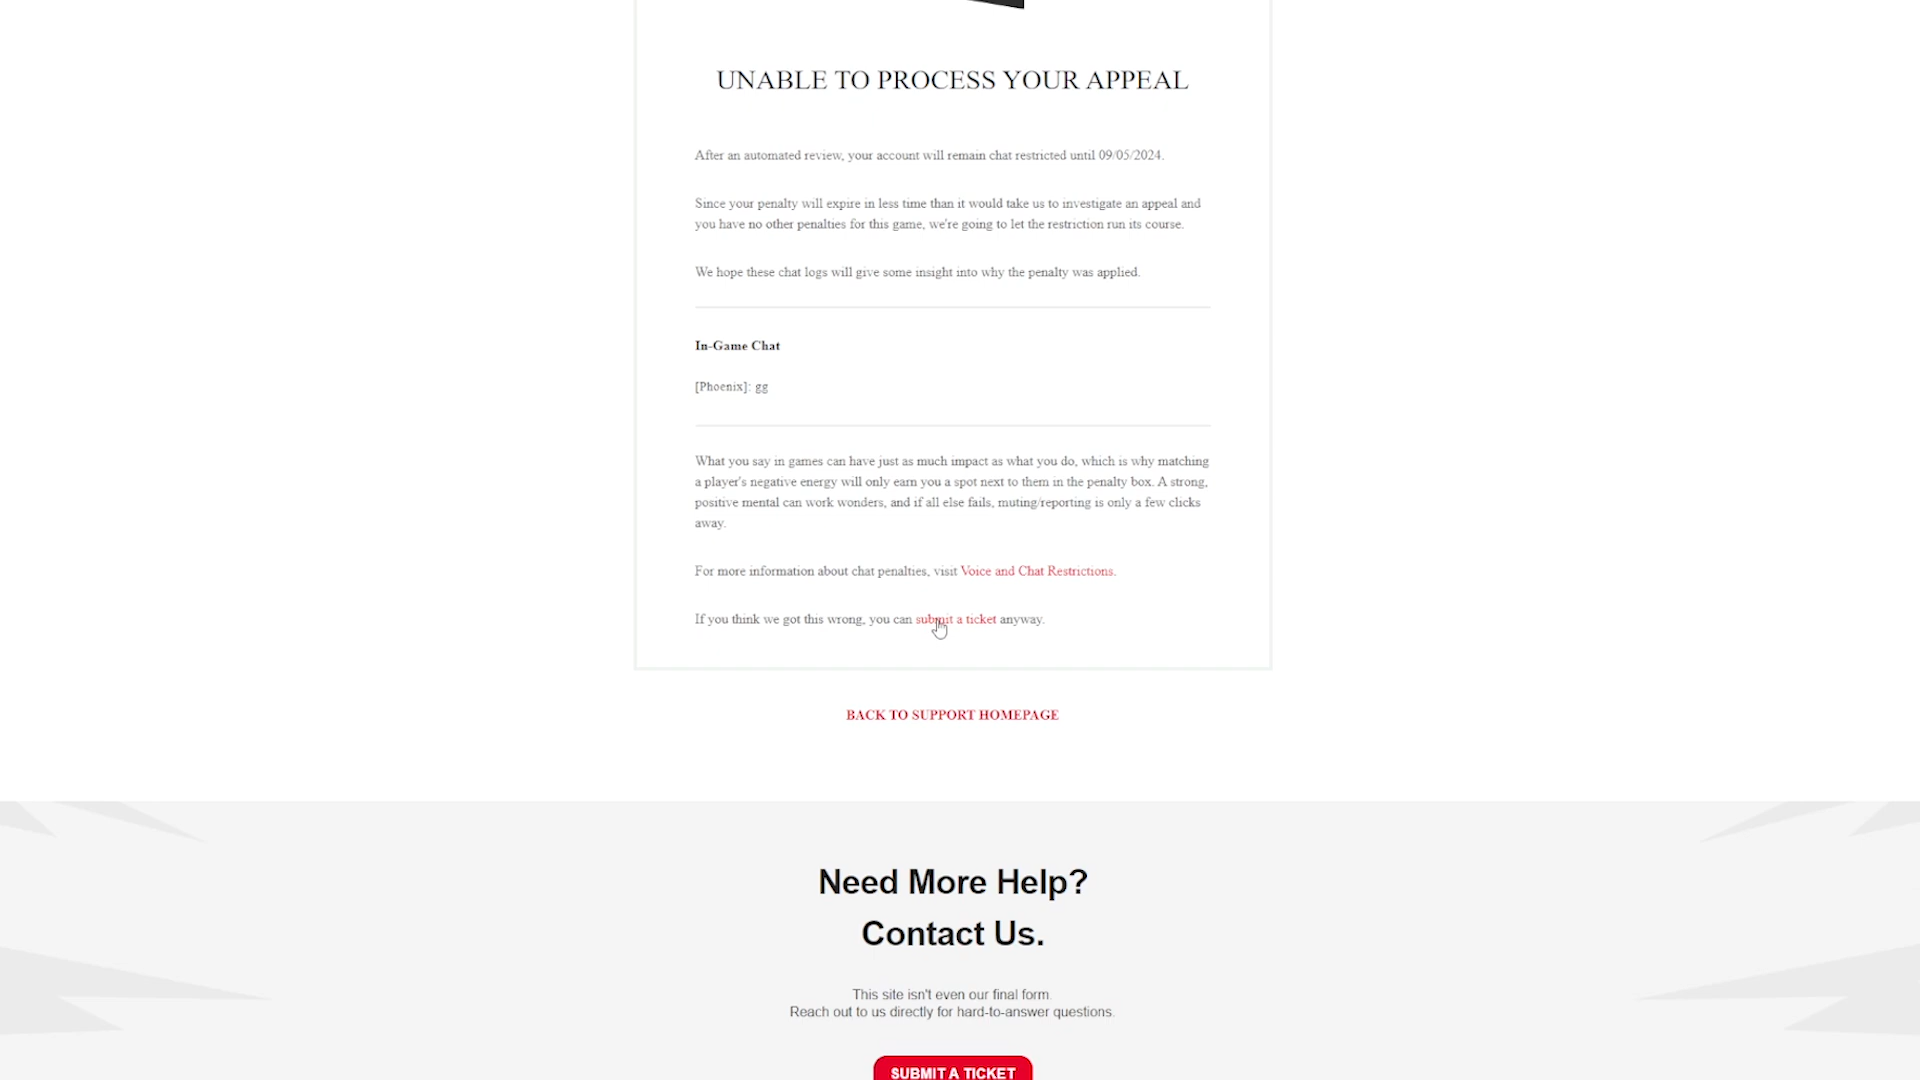 UNABLE TO PROCESS YOUR APPEAL
After an automated review, your account will remain chat restricted until 09/05/2024.
Since your penalty will expire in less time than it would take us to investigate an appeal and
you have no other penalties for this game, we're going to let the restriction run its course.
We hope these chat logs will give some insight into why the penalty was applied.
In-Game Chat
[Phoenix]: gg
What you say in games can have just as much impact as what you do, which is why matching
a player's negative energy will only earn you a spot next to them in the penalty box. A strong,
positive mental can work wonders, and if all else fails, muting/reporting is only a few clicks
away.
For more information about chat penalties, visit Voice and Chat Restrictions.
If you think we got this wrong, you can submit a ticket anyway.
BACK TO SUPPORT HOMEPAGE
Need More Help?
Contact Us.
This site isn't even our final form.
Reach out to us directly for hard-to-answer questions.
SUBMIT A TICKET